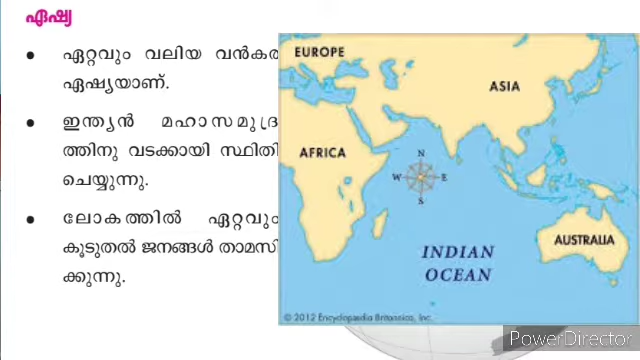 ഏഷ്യ
● ഏറ്റവും വലിയ വൻകര
ഏഷ്യയാണ്.
● ഇന്ത്യൻ മഹാസമുദ്ര
ത്തിനു വടക്കായി സ്ഥിതി
ചെയ്യുന്നു.
● ലോകത്തിൽ ഏറ്റവും
കൂടുതൽ ജനങ്ങൾ താമസി
ക്കുന്നു.
EUROPE
ASIA
AFRICA
N
W E
S
INDIAN
OCEAN
AUSTRALIA
© 2012 Encyclopædia Britannica, Inc.
PowerDirector